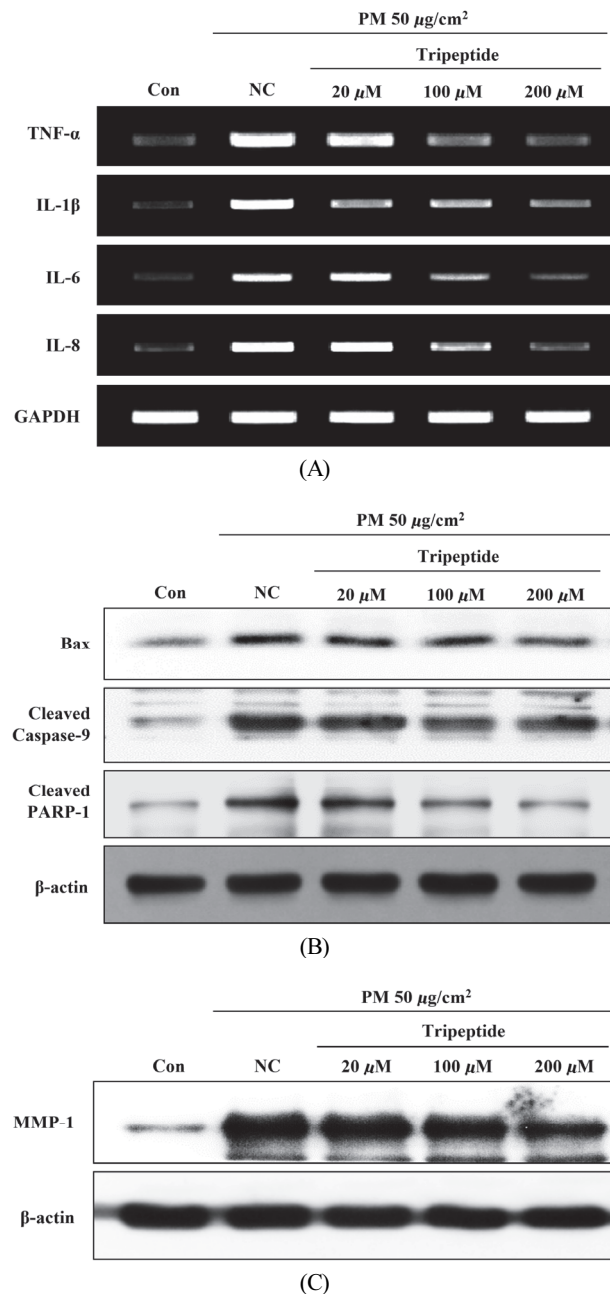 PM 50 μg/cm²
Tripeptide
Con NC 20 μM 100 μM 200 μM
TNF-α
IL-1β
IL-6
IL-8
GAPDH
(A)
PM 50 μg/cm²
Tripeptide
Con NC 20 μM 100 μM 200 μM
Bax
Cleaved
Caspase-9
Cleaved
PARP-1
β-actin
(B)
PM 50 μg/cm²
Tripeptide
Con NC 20 μM 100 μM 200 μM
MMP-1
β-actin
(C)